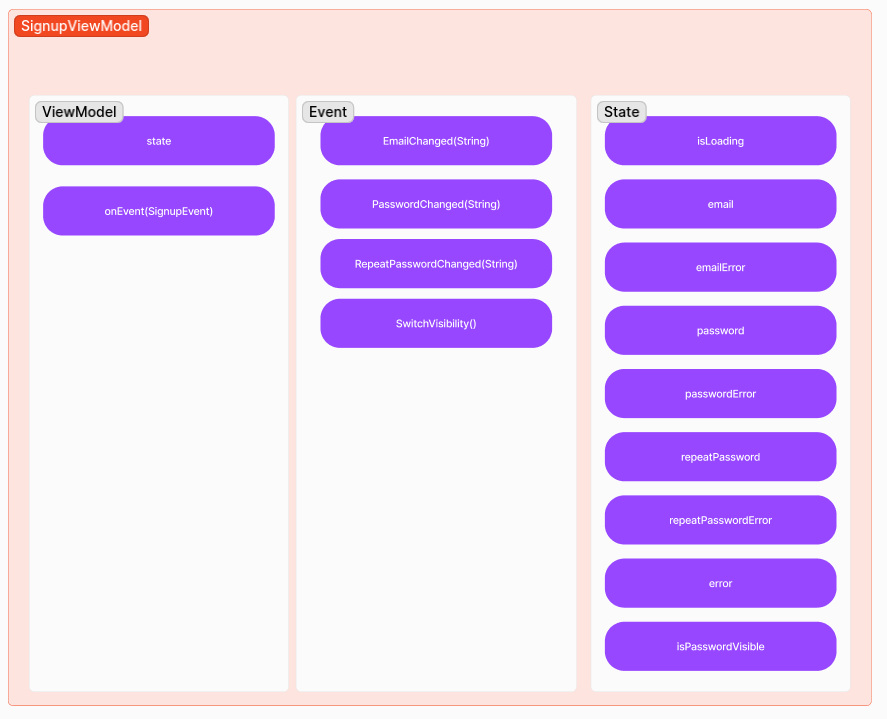 SignupViewModel
ViewModel
state
onEvent(SignupEvent)
Event
EmailChanged(String)
PasswordChanged(String)
RepeatPasswordChanged(String)
SwitchVisibility()
State
isLoading
email
emailError
password
passwordError
repeatPassword
repeatPasswordError
error
isPasswordVisible